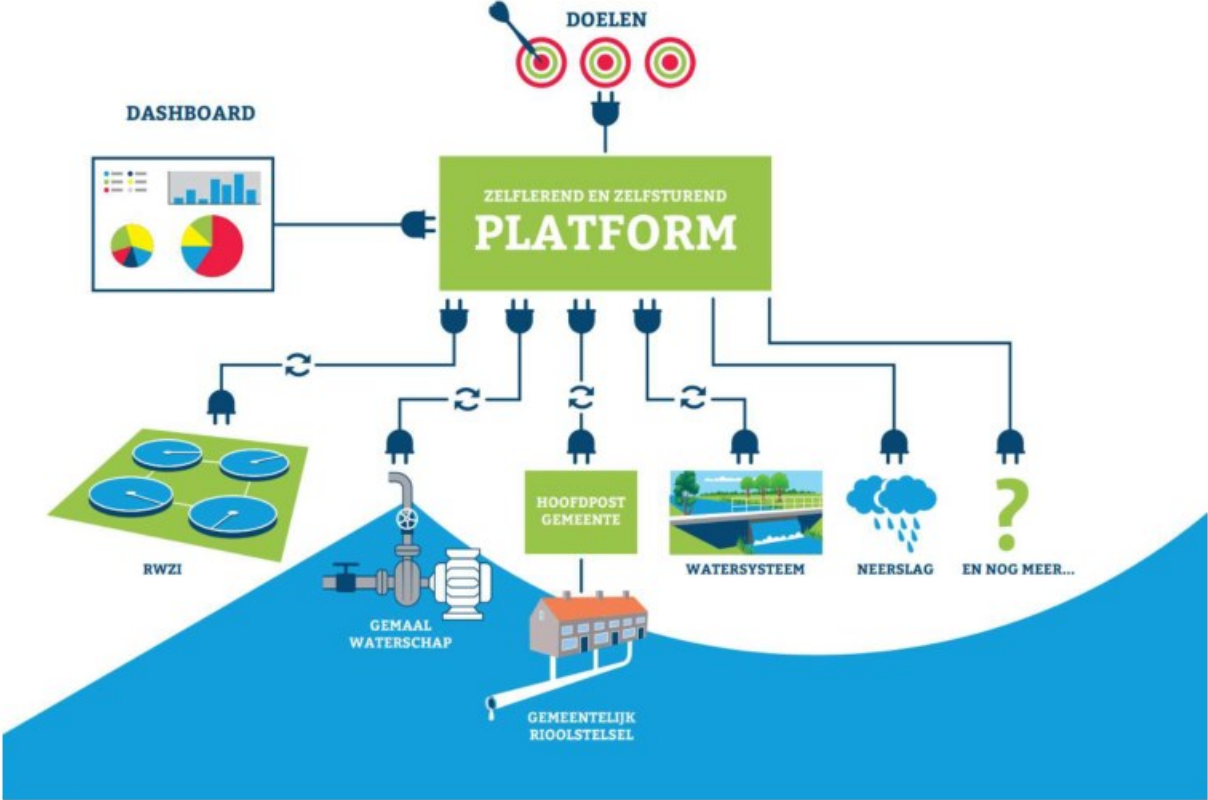 DOELEN
DASHBOARD
ZELFLEREND EN ZELFSTUREND
PLATFORM
HOOFDPOST
GEMEENTE
?
RWZI
WATERSYSTEEM
NEERSLAG
EN NOG MEER...
GEMAAL
WATERSCHAP
GEMEENTELIJK
RIOOLSTELSEL